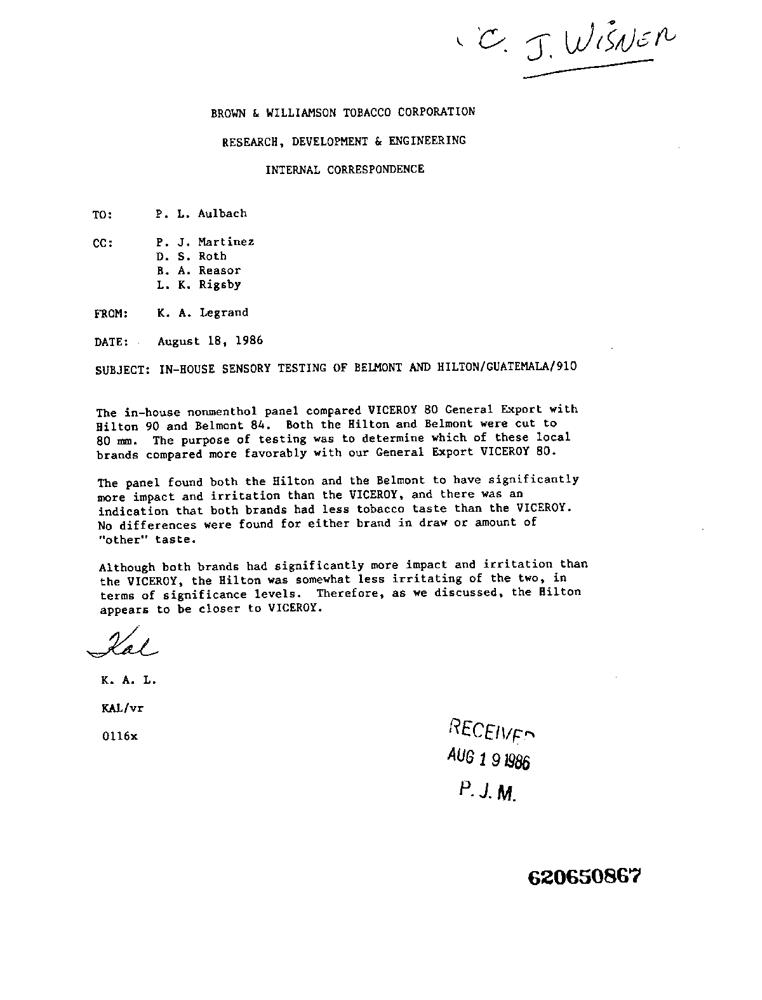 C. J. WISNER
BROWN & WILLIAMSON TOBACCO CORPORATION
RESEARCH, DEVELOPMENT & ENGINEERING
INTERNAL CORRESPONDENCE
TO: P. L. Aulbach
CC: P. J. Martinez
D. S. Roth
B. A. Reasor
L. K. Rigsby
FROM: K. A. Legrand
DATE: August 18, 1986
SUBJECT: IN-HOUSE SENSORY TESTING OF BELMONT AND HILTON/GUATEMALA/910
The in-house nonmenthol panel compared VICEROY 80 General Export with
Hilton 90 and Belmont 84. Both the Hilton and Belmont were cut to
80 mm. The purpose of testing was to determine which of these local
brands compared more favorably with our General Export VICEROY 80.
The panel found both the Hilton and the Belmont to have significantly
more impact and irritation than the VICEROY, and there was an
indication that both brands had less tobacco taste than the VICEROY.
No differences were found for either brand in draw or amount of
"other" taste.
Although both brands had significantly more impact and irritation than
the VICEROY, the Hilton was somewhat less irritating of the two, in
terms of significance levels. Therefore, as we discussed, the Hilton
appears to be closer to VICEROY.
Kal
K. A. L.
KAL/vr
0116x
RECEIVED
AUG 19 1986
P. J. M.
620650867